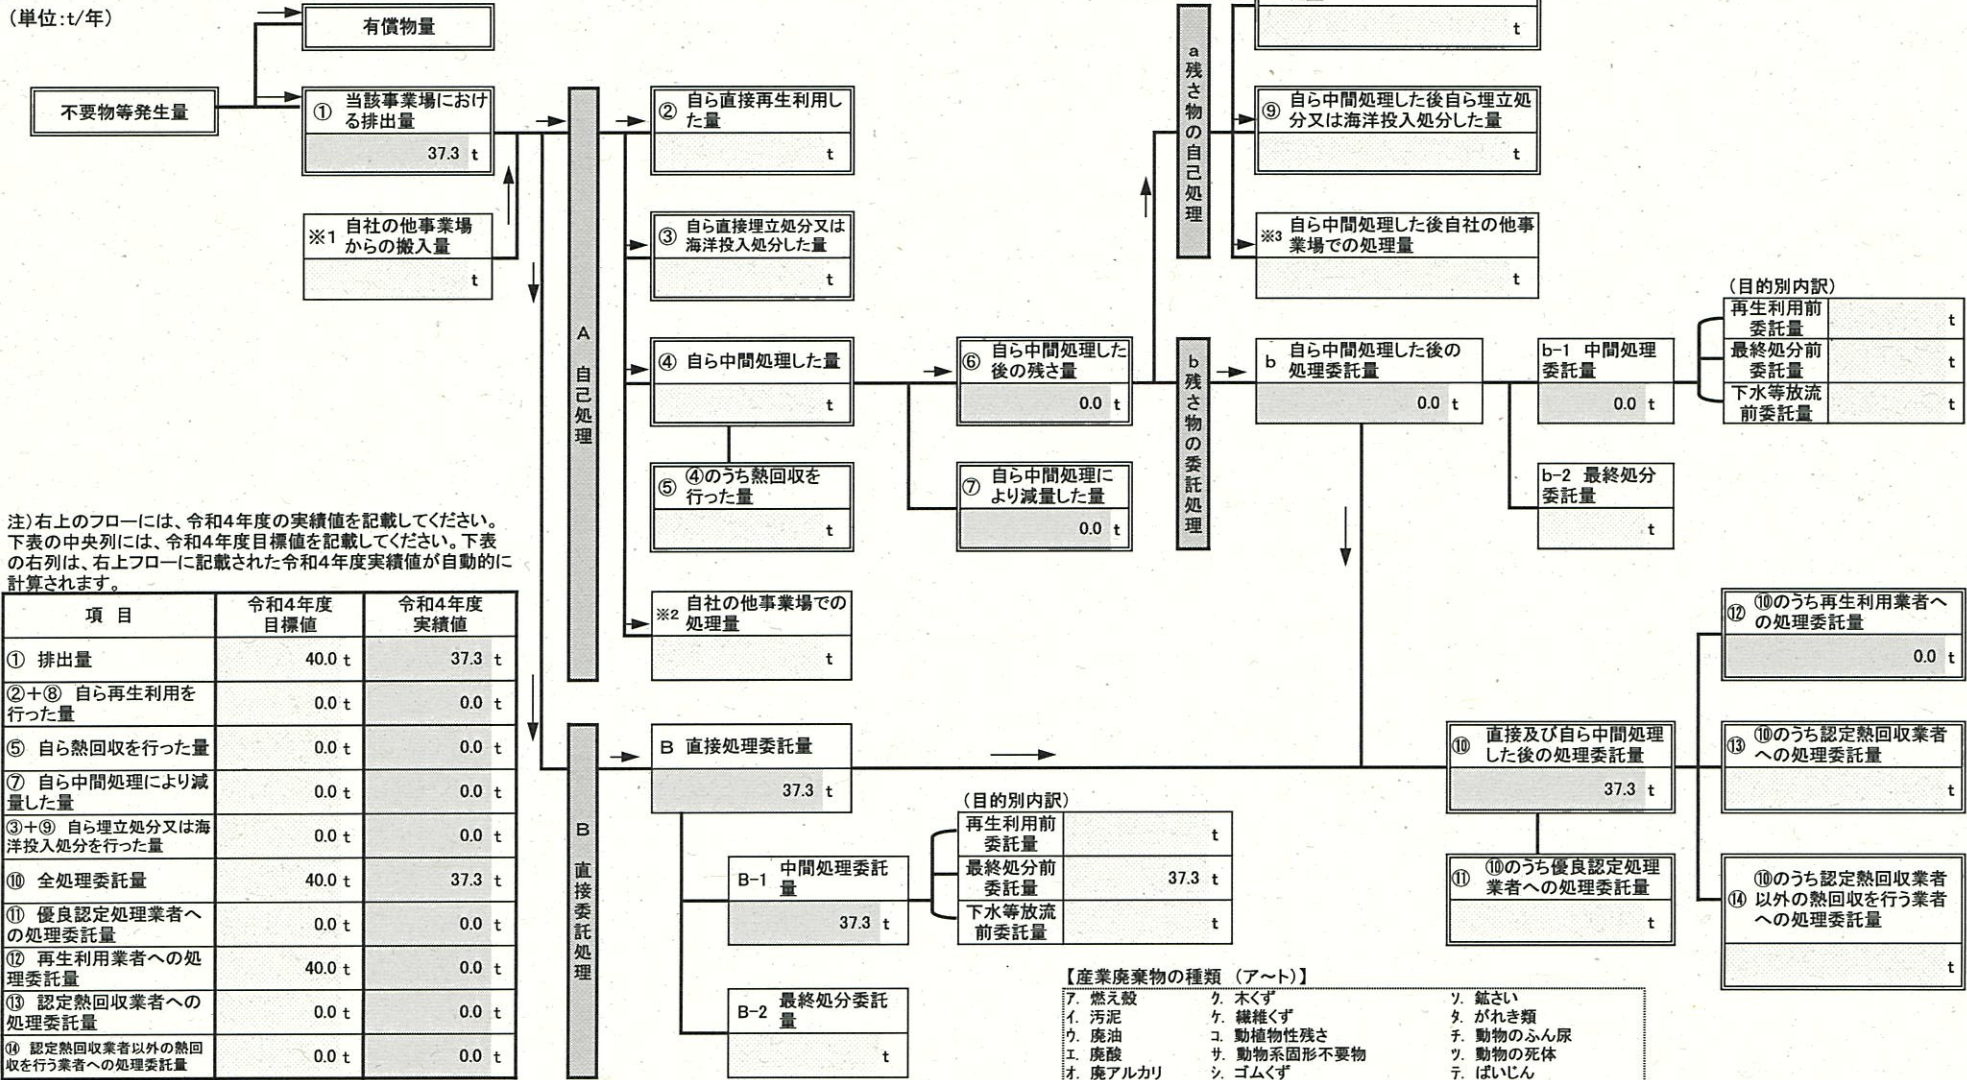 (単位:t/年)
有償物量
不要物等発生量
① 当該事業場におけ
る排出量
37.3 t
※1 自社の他事業場
からの搬入量
t
A 自己処理
② 自ら直接再生利用し
た量
t
③ 自ら直接埋立処分又は
海洋投入処分した量
t
④ 自ら中間処理した量
t
⑤ ④のうち熱回収を
行った量
t
※2 自社の他事業場での
処理量
t
⑥ 自ら中間処理した
後の残さ量
0.0 t
⑦ 自ら中間処理に
より減量した量
0.0 t
a 残さ物の自己処理
t
⑨ 自ら中間処理した後自ら埋立処
分又は海洋投入処分した量
t
※3 自ら中間処理した後自社の他事
業場での処理量
t
b 残さ物の委託処理
b 自ら中間処理した後の
処理委託量
0.0 t
b-1 中間処理
委託量
0.0 t
b-2 最終処分
委託量
t
(目的別内訳)
再生利用前
委託量
t
最終処分前
委託量
t
下水等放流
前委託量
t
注)右上のフローには、令和4年度の実績値を記載してください。
下表の中央列には、令和4年度目標値を記載してください。下表
の右列は、右上フローに記載された令和4年度実績値が自動的に
計算されます。
項 目 令和4年度
目標値 令和4年度
実績値
① 排出量 40.0 t 37.3 t
②+⑧ 自ら再生利用を
行った量 0.0 t 0.0 t
⑤ 自ら熱回収を行った量 0.0 t 0.0 t
⑦ 自ら中間処理により減
量した量 0.0 t 0.0 t
③+⑨ 自ら埋立処分又は海
洋投入処分を行った量 0.0 t 0.0 t
⑩ 全処理委託量 40.0 t 37.3 t
⑪ 優良認定処理業者へ
の処理委託量 0.0 t 0.0 t
⑫ 再生利用業者への処
理委託量 40.0 t 0.0 t
⑬ 認定熱回収業者への
処理委託量 0.0 t 0.0 t
⑭ 認定熱回収業者以外の熱回
収を行う業者への処理委託量 0.0 t 0.0 t
B 直接委託処理
B 直接処理委託量
37.3 t
B-1 中間処理委託
量
37.3 t
B-2 最終処分委託
量
t
(目的別内訳)
再生利用前
委託量
t
最終処分前
委託量
37.3 t
下水等放流
前委託量
t
⑩ 直接及び自ら中間処理
した後の処理委託量
37.3 t
⑪ ⑩のうち優良認定処理
業者への処理委託量
t
⑫ ⑩のうち再生利用業者へ
の処理委託量
0.0 t
⑬ ⑩のうち認定熱回収業者
への処理委託量
t
⑭ ⑩のうち認定熱回収業者
以外の熱回収を行う業者
への処理委託量
t
【産業廃棄物の種類 (ア~ト)】
ア. 燃え殻 ク. 木くず ソ. 鉱さい
イ. 汚泥 ケ. 繊維くず タ. がれき類
ウ. 廃油 コ. 動植物性残さ チ. 動物のふん尿
エ. 廃酸 サ. 動物系固形不要物 ツ. 動物の死体
オ. 廃アルカリ シ. ゴムくず テ. ばいじん